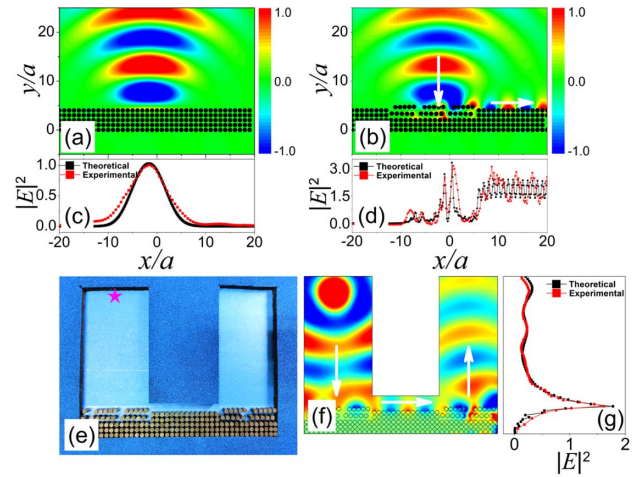 1.0
0.0
-1.0
y/a
20
10
0
(a)
1.0
0.0
-1.0
y/a
20
10
0
(b)
|E|²
1.0
0.5
0.0
Theoretical
Experimental
(c)
-20 -10 0 10 20
x/a
|E|²
3.0
1.5
0.0
Theoretical
Experimental
(d)
-20 -10 0 10 20
x/a
(e)
(f)
Theoretical
Experimental
(g)
0 1 2
|E|²